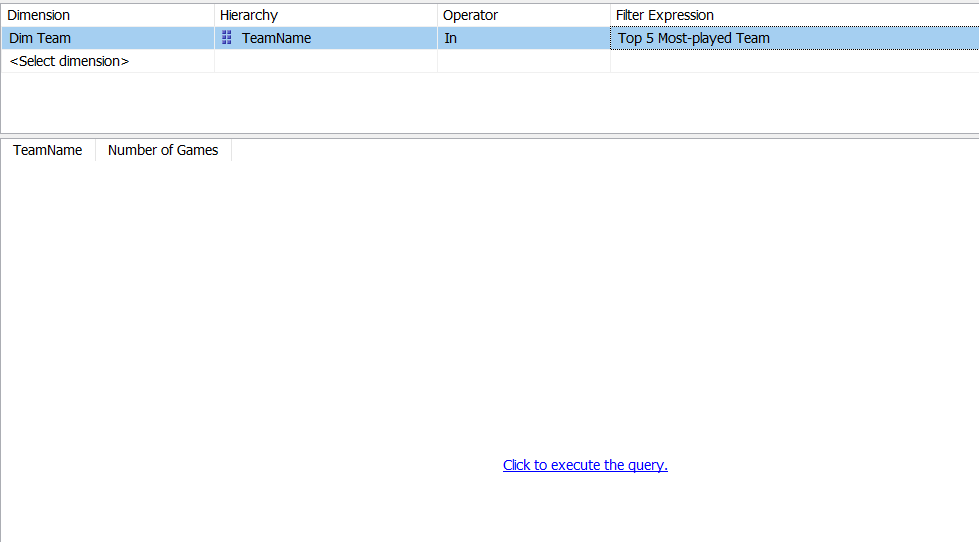 Dimension Hierarchy Operator Filter Expression
Dim Team TeamName In Top 5 Most-played Team
<Select dimension>
TeamName Number of Games
Click to execute the query.